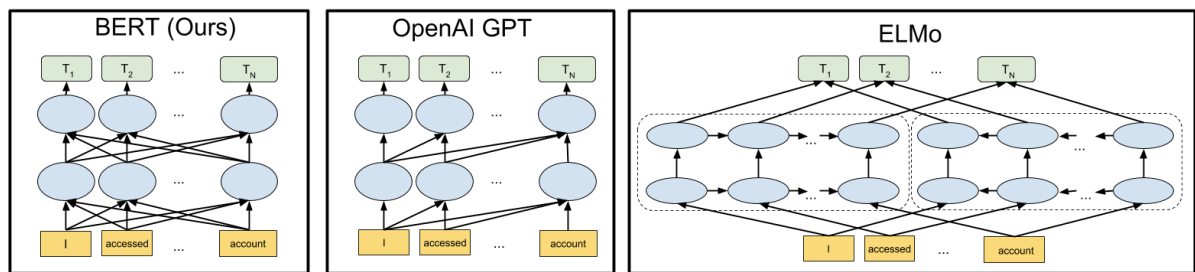 BERT (Ours)
T1 T2 ... TN
...
...
I accessed ... account
OpenAI GPT
T1 T2 ... TN
...
...
I accessed ... account
ELMo
T1 T2 ... TN
... ...
... ...
I accessed ... account